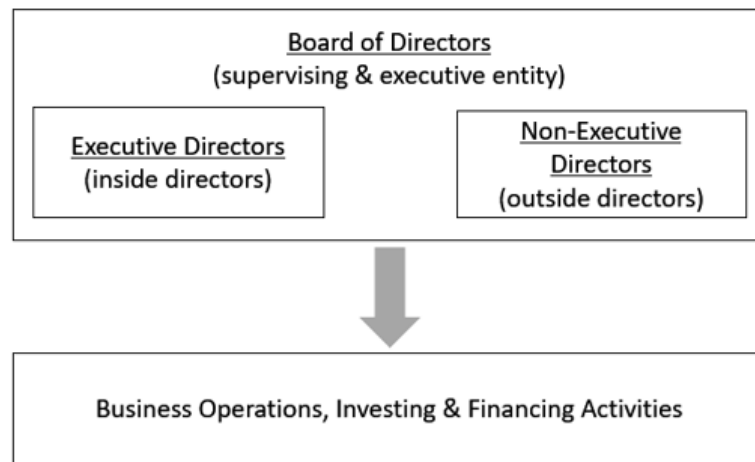 Board of Directors
(supervising & executive entity)
Executive Directors
(inside directors)
Non-Executive
Directors
(outside directors)
Business Operations, Investing & Financing Activities